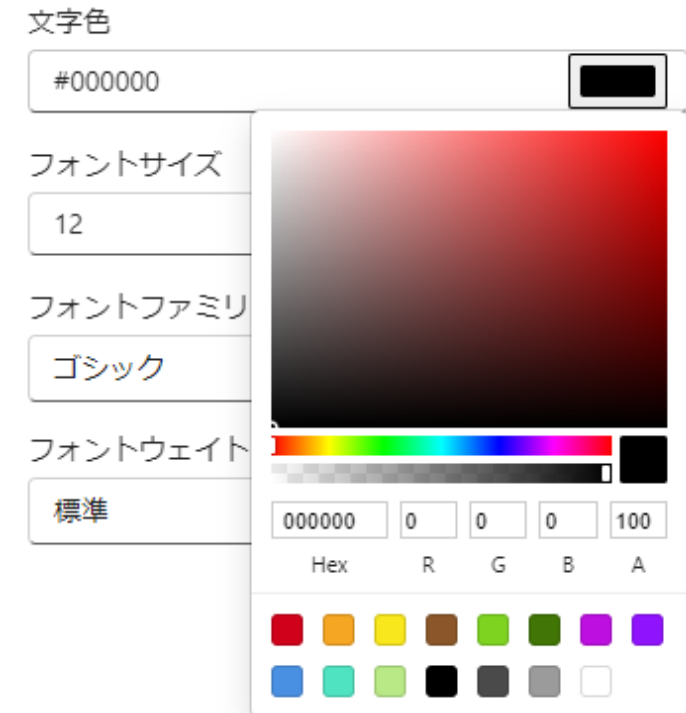 文字色
#000000
フォントサイズ
12
フォントファミリ
ゴシック
フォントウェイト
標準
000000 0 0 0 100
Hex R G B A